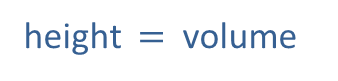 height = volume